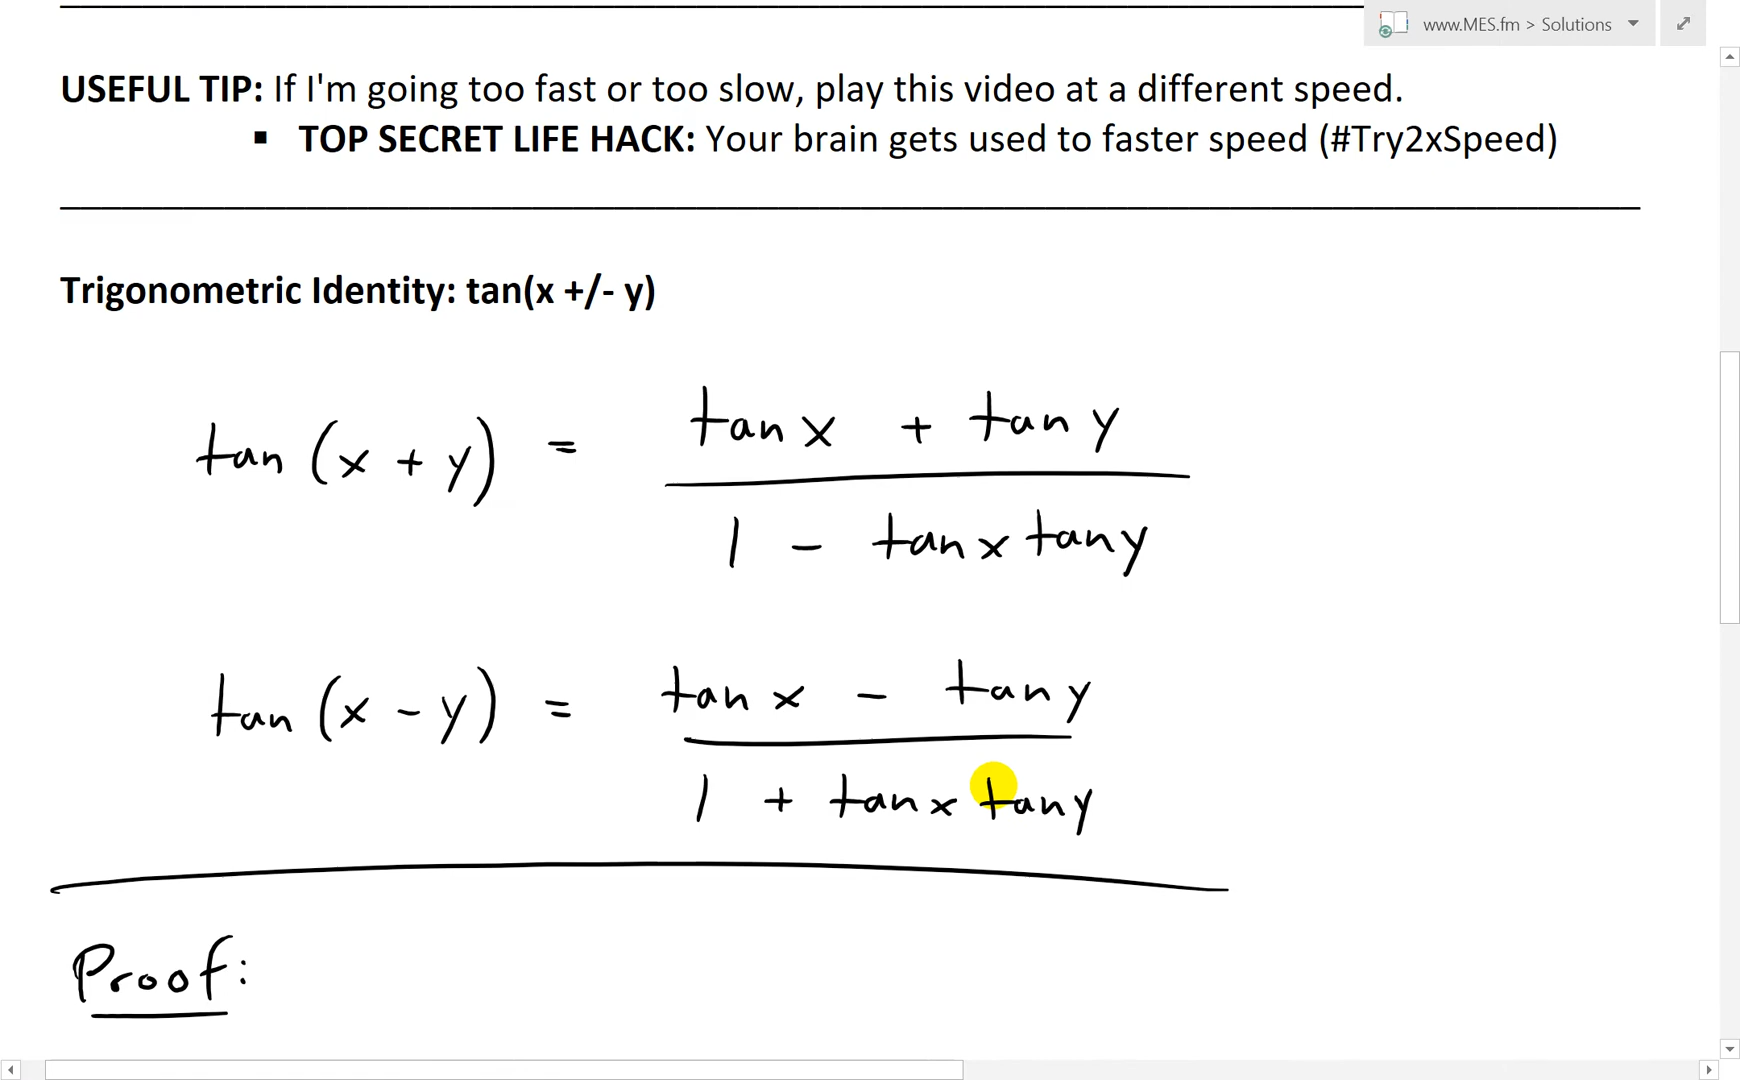 www.MES.fm > Solutions
USEFUL TIP: If I'm going too fast or too slow, play this video at a different speed.
▪ TOP SECRET LIFE HACK: Your brain gets used to faster speed (#Try2xSpeed)
Trigonometric Identity: tan(x +/- y)
tan x + tan y
tan (x + y) =
1 - tan x tan y
tan x - tan y
tan (x - y) =
1 + tan x tan y
Proof: